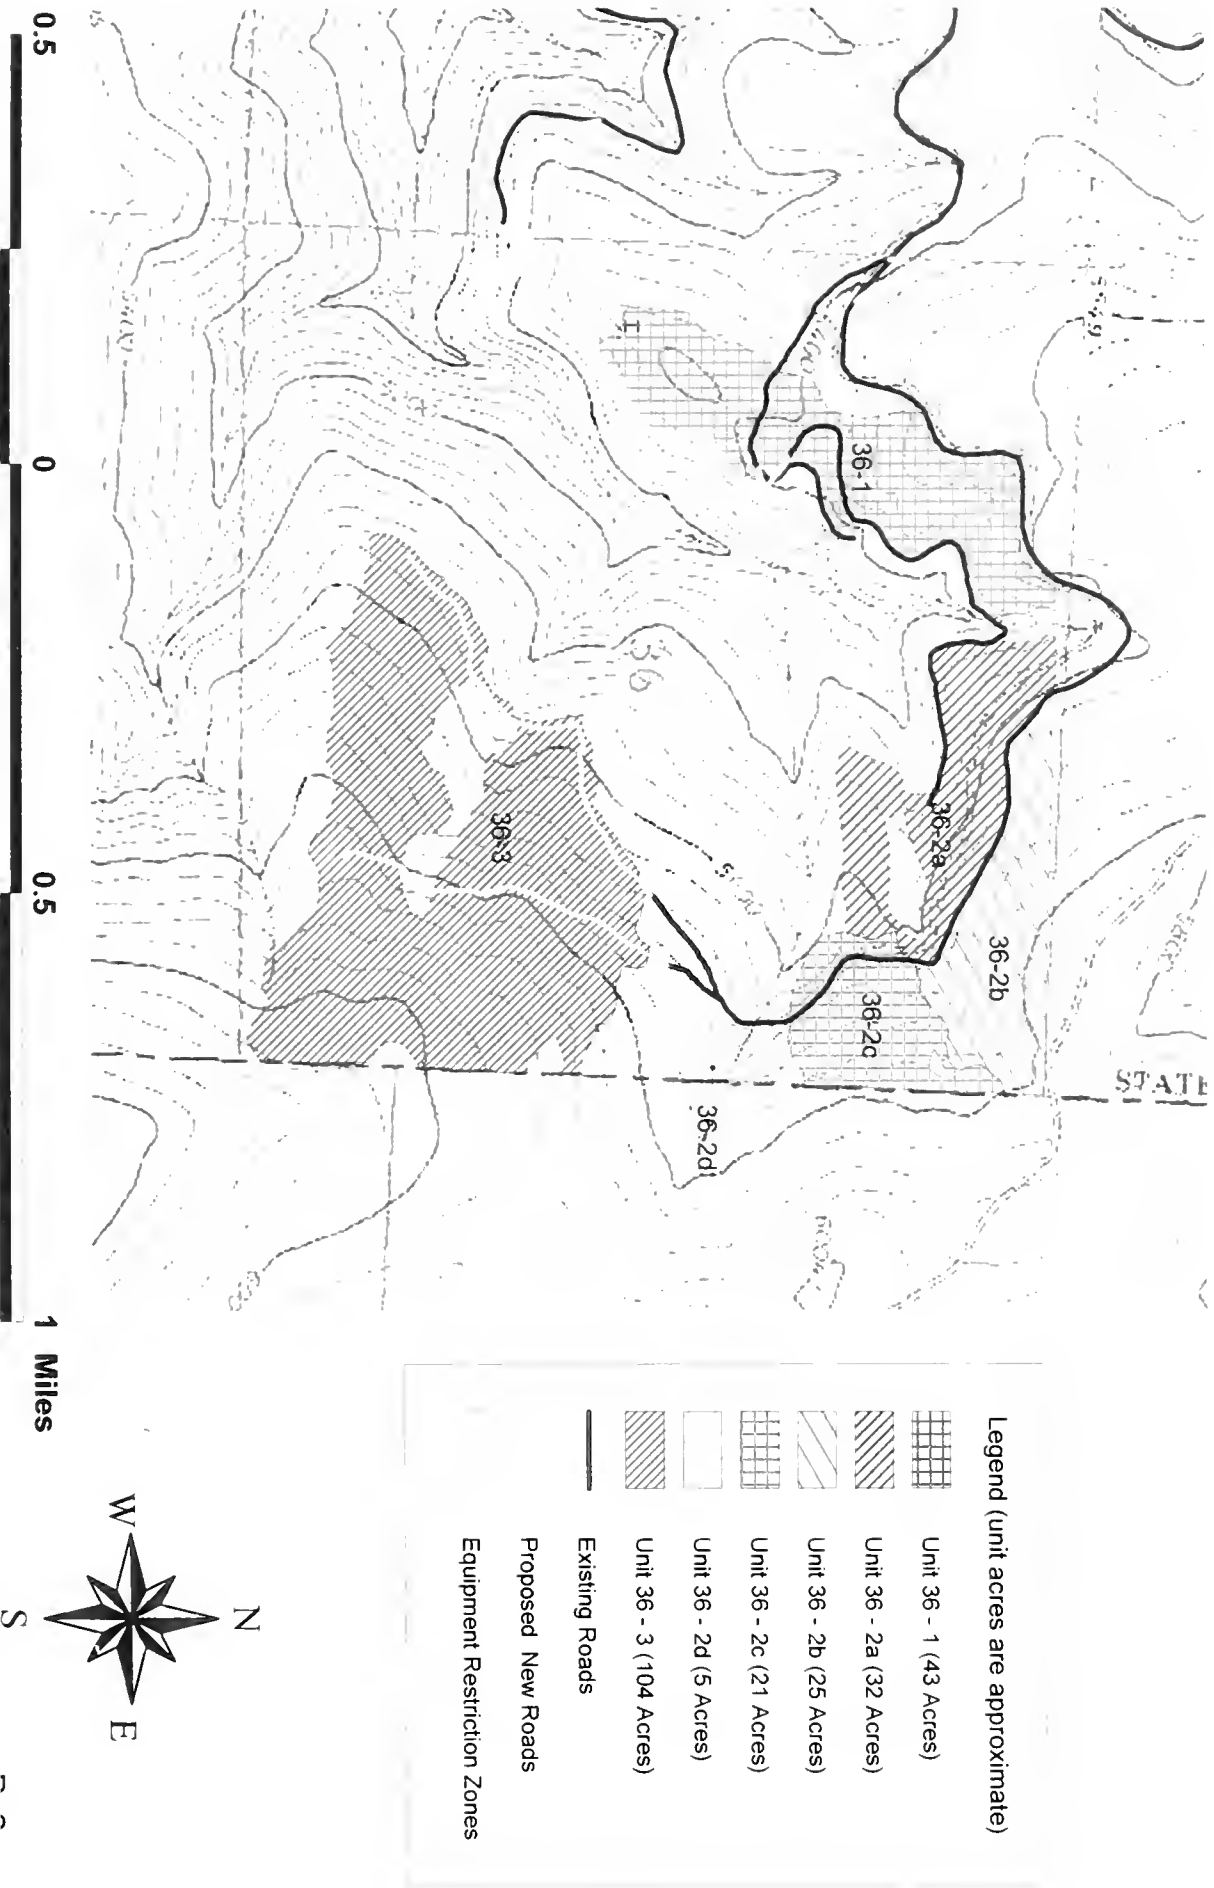 STATE
36-1
36-2a
36-2b
36-2c
36-2d
36
36-3
Legend (unit acres are approximate)
Unit 36 - 1 (43 Acres)
Unit 36 - 2a (32 Acres)
Unit 36 - 2b (25 Acres)
Unit 36 - 2c (21 Acres)
Unit 36 - 2d (5 Acres)
Unit 36 - 3 (104 Acres)
Existing Roads
Proposed New Roads
Equipment Restriction Zones
0.5
0
0.5
1 Miles
N
W
E
S